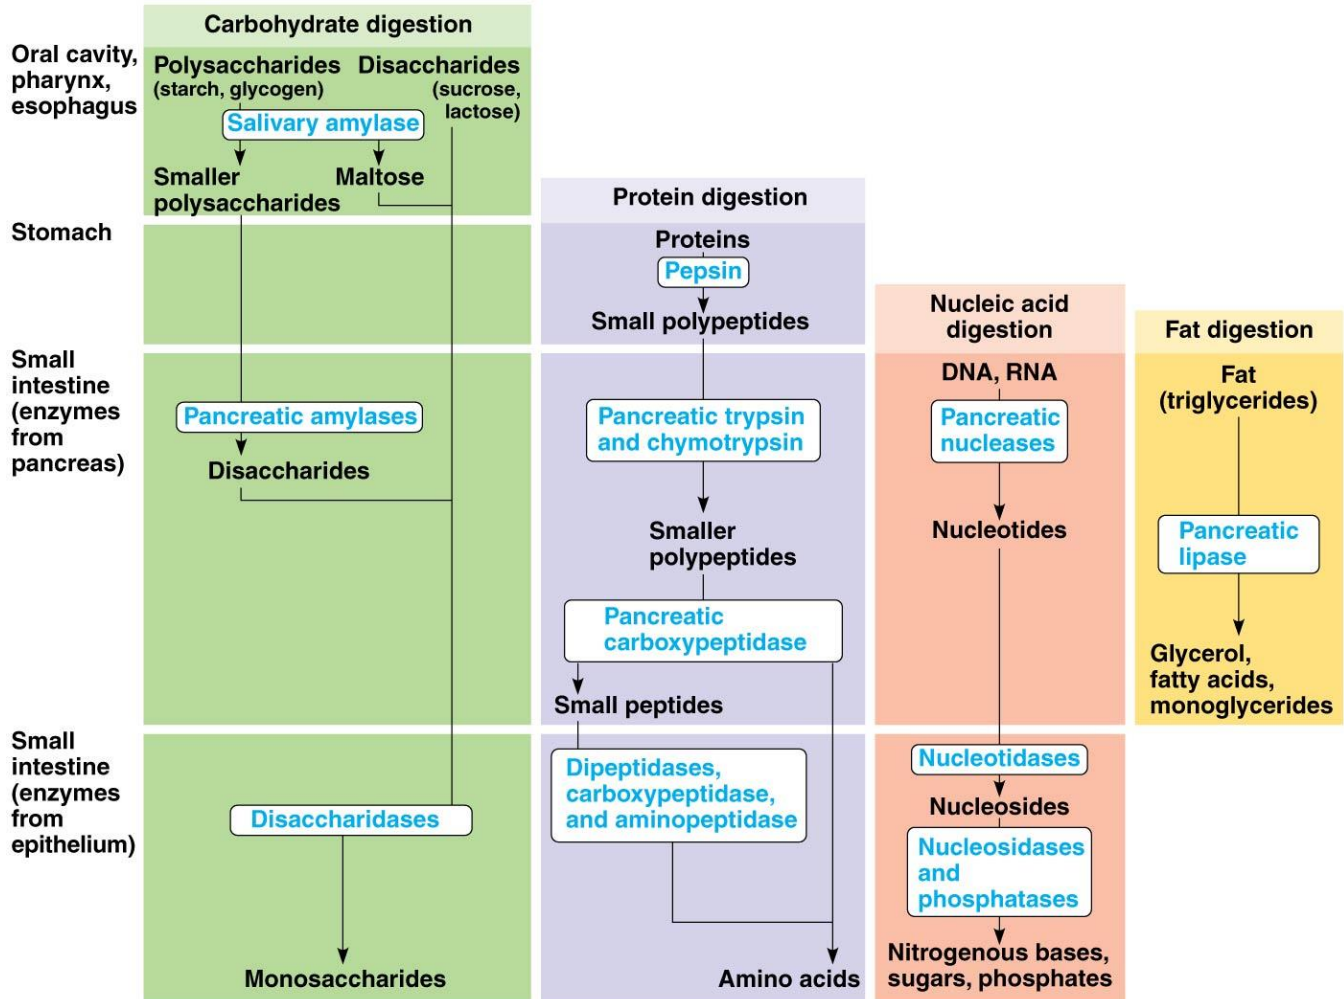 Carbohydrate digestion
Oral cavity,
pharynx,
esophagus
Polysaccharides
(starch, glycogen)
Disaccharides
(sucrose,
lactose)
Salivary amylase
Smaller
polysaccharides
Maltose
Protein digestion
Stomach
Proteins
Pepsin
Small polypeptides
Nucleic acid
digestion
Fat digestion
Small
intestine
(enzymes
from
pancreas)
Pancreatic amylases
Disaccharides
Pancreatic trypsin
and chymotrypsin
Smaller
polypeptides
Pancreatic
carboxypeptidase
Small peptides
DNA, RNA
Pancreatic
nucleases
Nucleotides
Fat
(triglycerides)
Pancreatic
lipase
Glycerol,
fatty acids,
monoglycerides
Small
intestine
(enzymes
from
epithelium)
Disaccharidases
Monosaccharides
Dipeptidases,
carboxypeptidase,
and aminopeptidase
Amino acids
Nucleotidases
Nucleosides
Nucleosidases
and
phosphatases
Nitrogenous bases,
sugars, phosphates